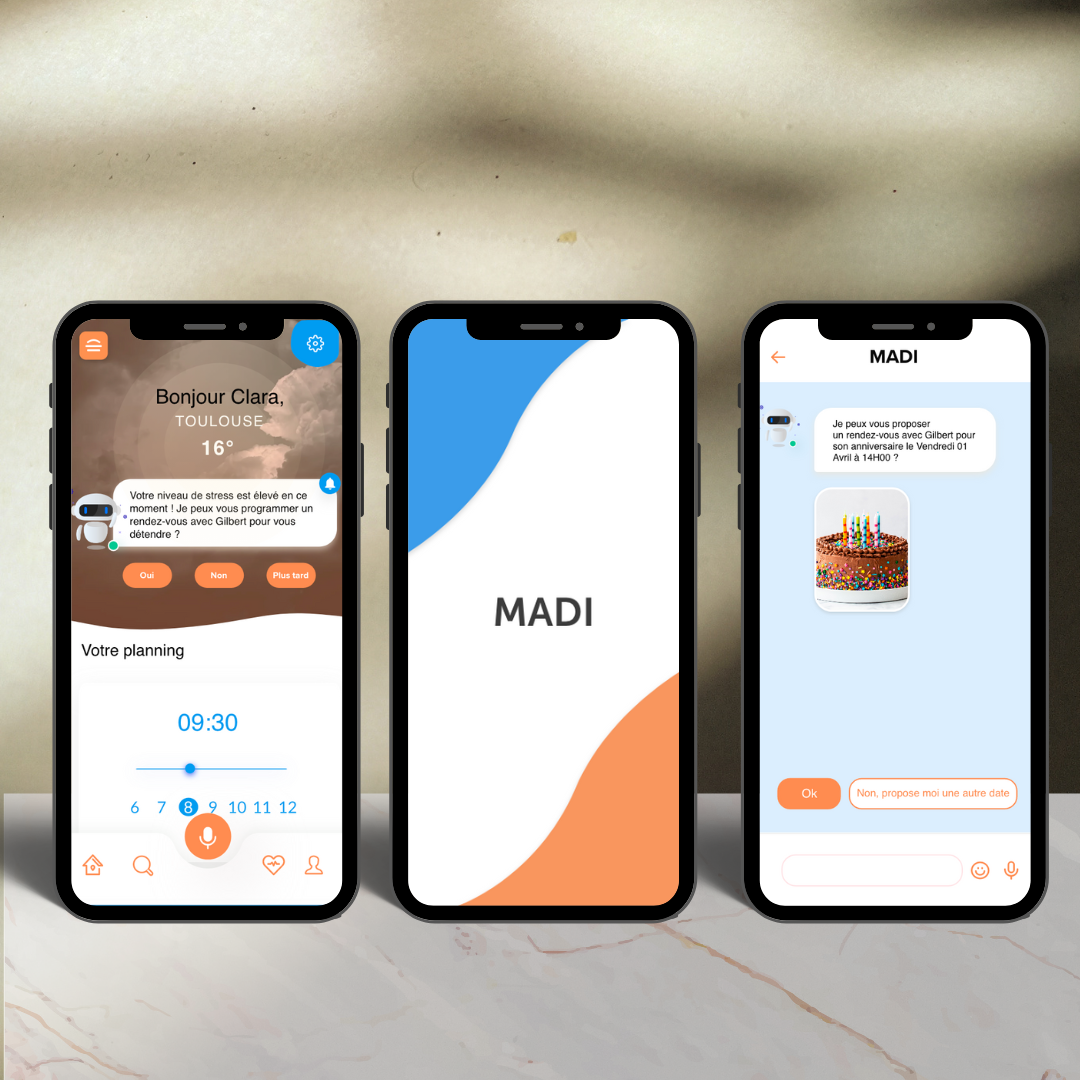 Bonjour Clara,
TOULOUSE
16°
Votre niveau de stress est élevé en ce
moment ! Je peux vous programmer un
rendez-vous avec Gilbert pour vous
détendre ?
Oui
Non
Plus tard
Votre planning
09:30
6 7 8 9 10 11 12
MADI
MADI
Je peux vous proposer
un rendez-vous avec Gilbert pour
son anniversaire le Vendredi 01
Avril à 14H00 ?
Ok
Non, propose moi une autre date